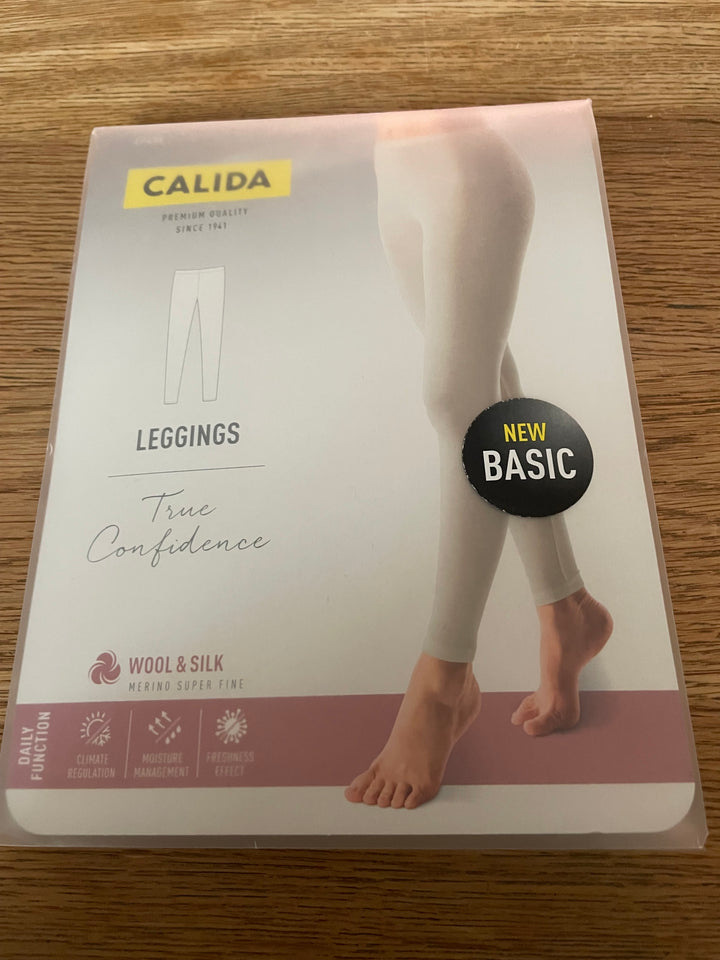 CALIDA
PREMIUM QUALITY
SINCE 1941
LEGGINGS
True
Confidence
NEW
BASIC
WOOL & SILK
MERINO SUPER FINE
DAILY
FUNCTION
CLIMATE
REGULATION
MOISTURE
MANAGEMENT
FRESHNESS
EFFECT